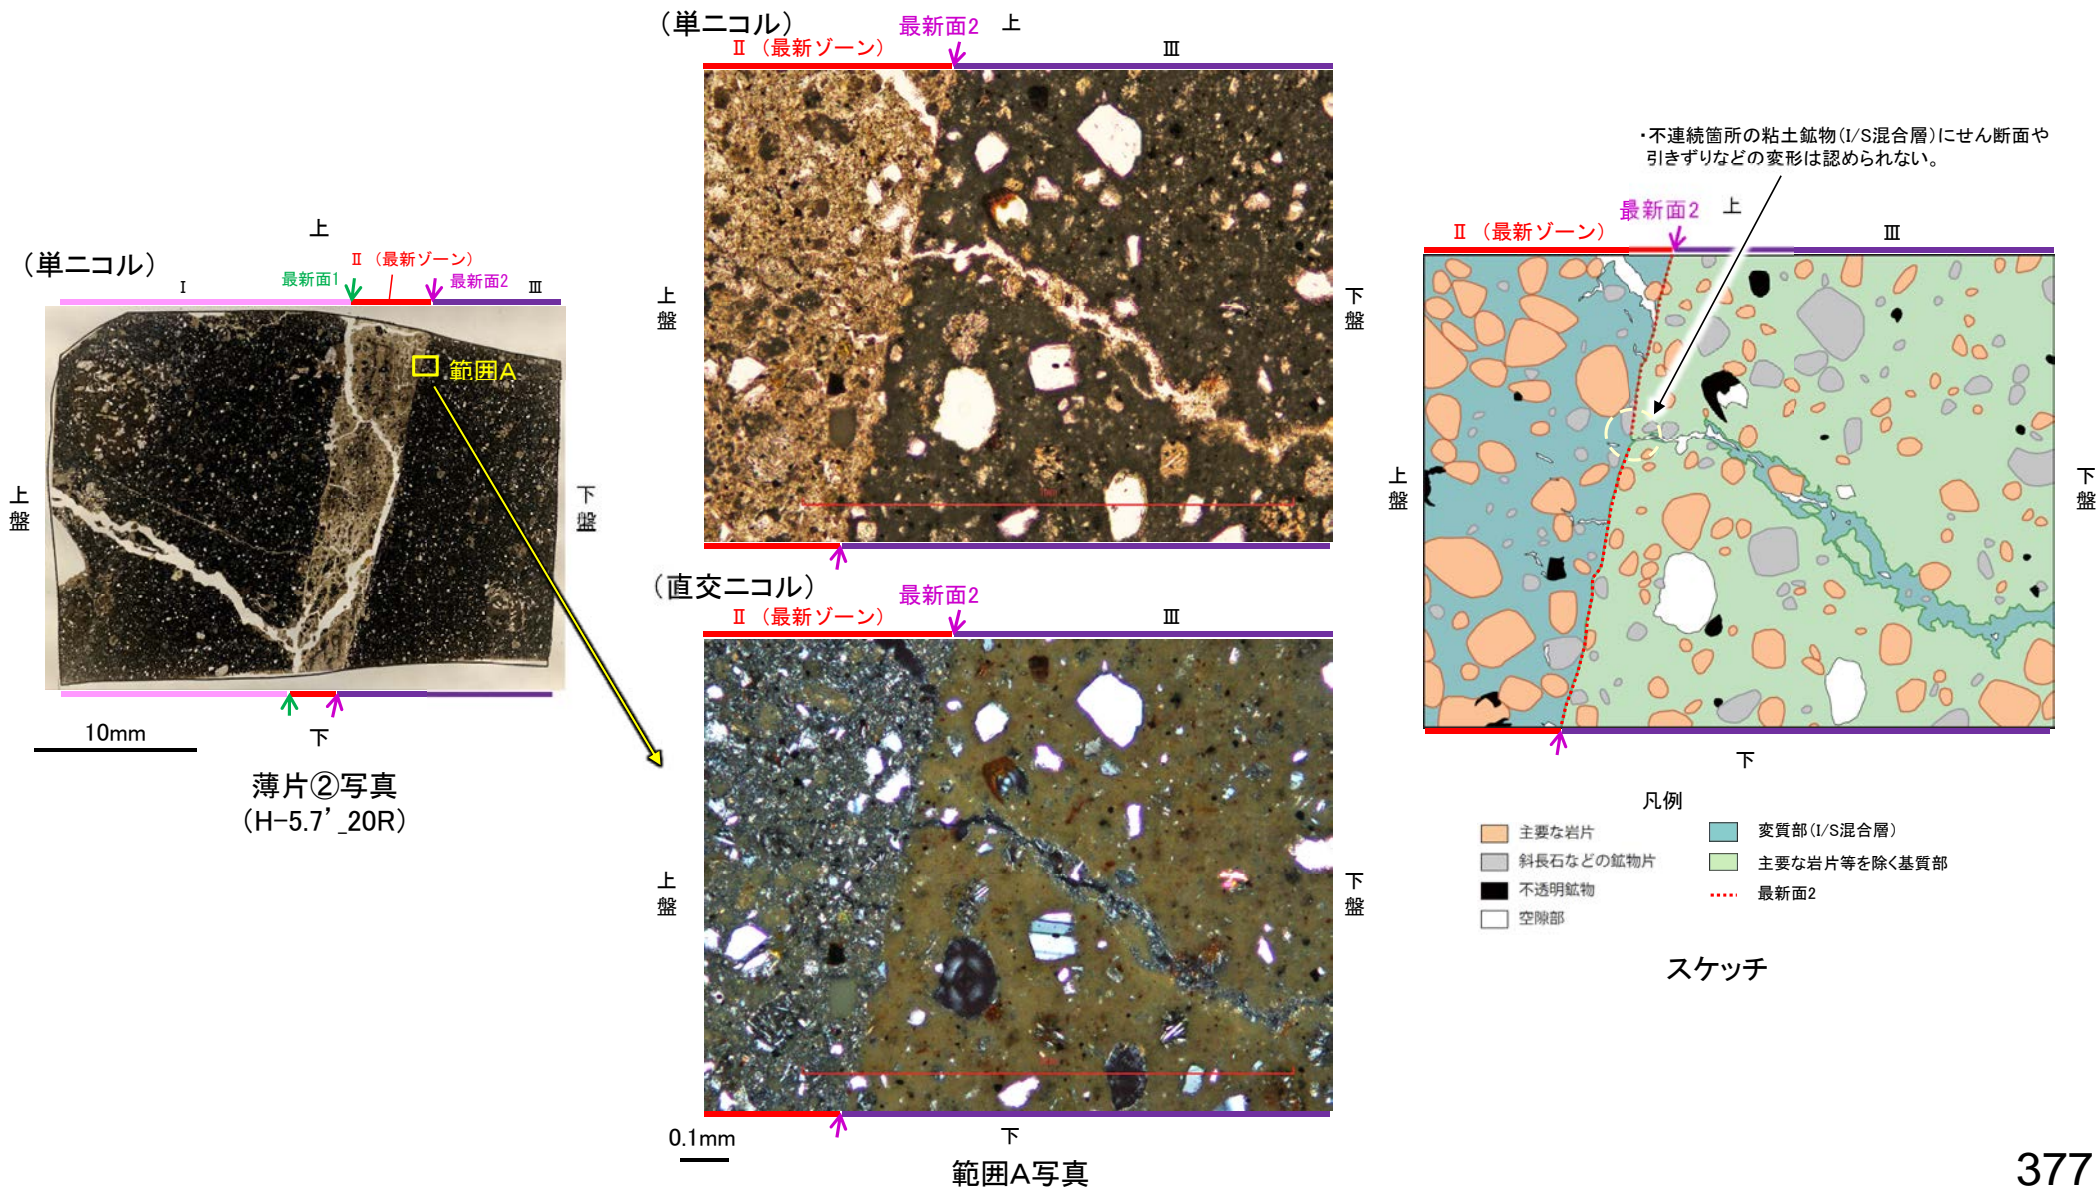 (単ニコル)
上
Ⅰ
最新面1
Ⅱ (最新ゾーン)
最新面2
Ⅲ
上盤
下盤
範囲A
下
10mm
薄片②写真
(H-5.7’_20R)
(単ニコル)
最新面2
上
Ⅱ (最新ゾーン)
Ⅲ
上盤
下盤
(直交ニコル)
最新面2
Ⅱ (最新ゾーン)
Ⅲ
上盤
下盤
0.1mm
下
範囲A写真
・不連続箇所の粘土鉱物(I/S混合層)にせん断面や
引きずりなどの変形は認められない。
最新面2
上
Ⅱ (最新ゾーン)
Ⅲ
上盤
下盤
下
凡例
主要な岩片
斜長石などの鉱物片
不透明鉱物
空隙部
変質部(I/S混合層)
主要な岩片等を除く基質部
最新面2
スケッチ
377